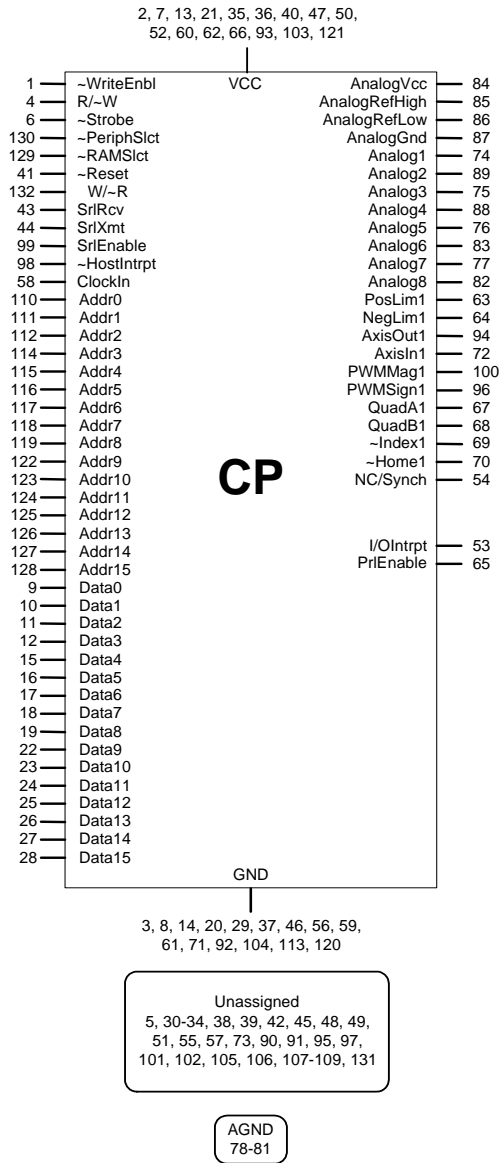 2, 7, 13, 21, 35, 36, 40, 47, 50,
52, 60, 62, 66, 93, 103, 121
VCC
1 ~WriteEnbl
4 R/~W
6 ~Strobe
130 ~PeriphSlct
129 ~RAMSlct
41 ~Reset
132 W/~R
43 SrlRcv
44 SrlXmt
99 SrlEnable
98 ~HostIntrpt
58 ClockIn
110 Addr0
111 Addr1
112 Addr2
114 Addr3
115 Addr4
116 Addr5
117 Addr6
118 Addr7
119 Addr8
122 Addr9
123 Addr10
124 Addr11
125 Addr12
126 Addr13
127 Addr14
128 Addr15
9 Data0
10 Data1
11 Data2
12 Data3
15 Data4
16 Data5
17 Data6
18 Data7
19 Data8
22 Data9
23 Data10
24 Data11
25 Data12
26 Data13
27 Data14
28 Data15
CP
AnalogVcc 84
AnalogRefHigh 85
AnalogRefLow 86
AnalogGnd 87
Analog1 74
Analog2 89
Analog3 75
Analog4 88
Analog5 76
Analog6 83
Analog7 77
Analog8 82
PosLim1 63
NegLim1 64
AxisOut1 94
AxisIn1 72
PWMMag1 100
PWMSign1 96
QuadA1 67
QuadB1 68
~Index1 69
~Home1 70
NC/Synch 54
I/OIntrpt 53
PrlEnable 65
GND
3, 8, 14, 20, 29, 37, 46, 56, 59,
61, 71, 92, 104, 113, 120
Unassigned
5, 30-34, 38, 39, 42, 45, 48, 49,
51, 55, 57, 73, 90, 91, 95, 97,
101, 102, 105, 106, 107-109, 131
AGND
78-81